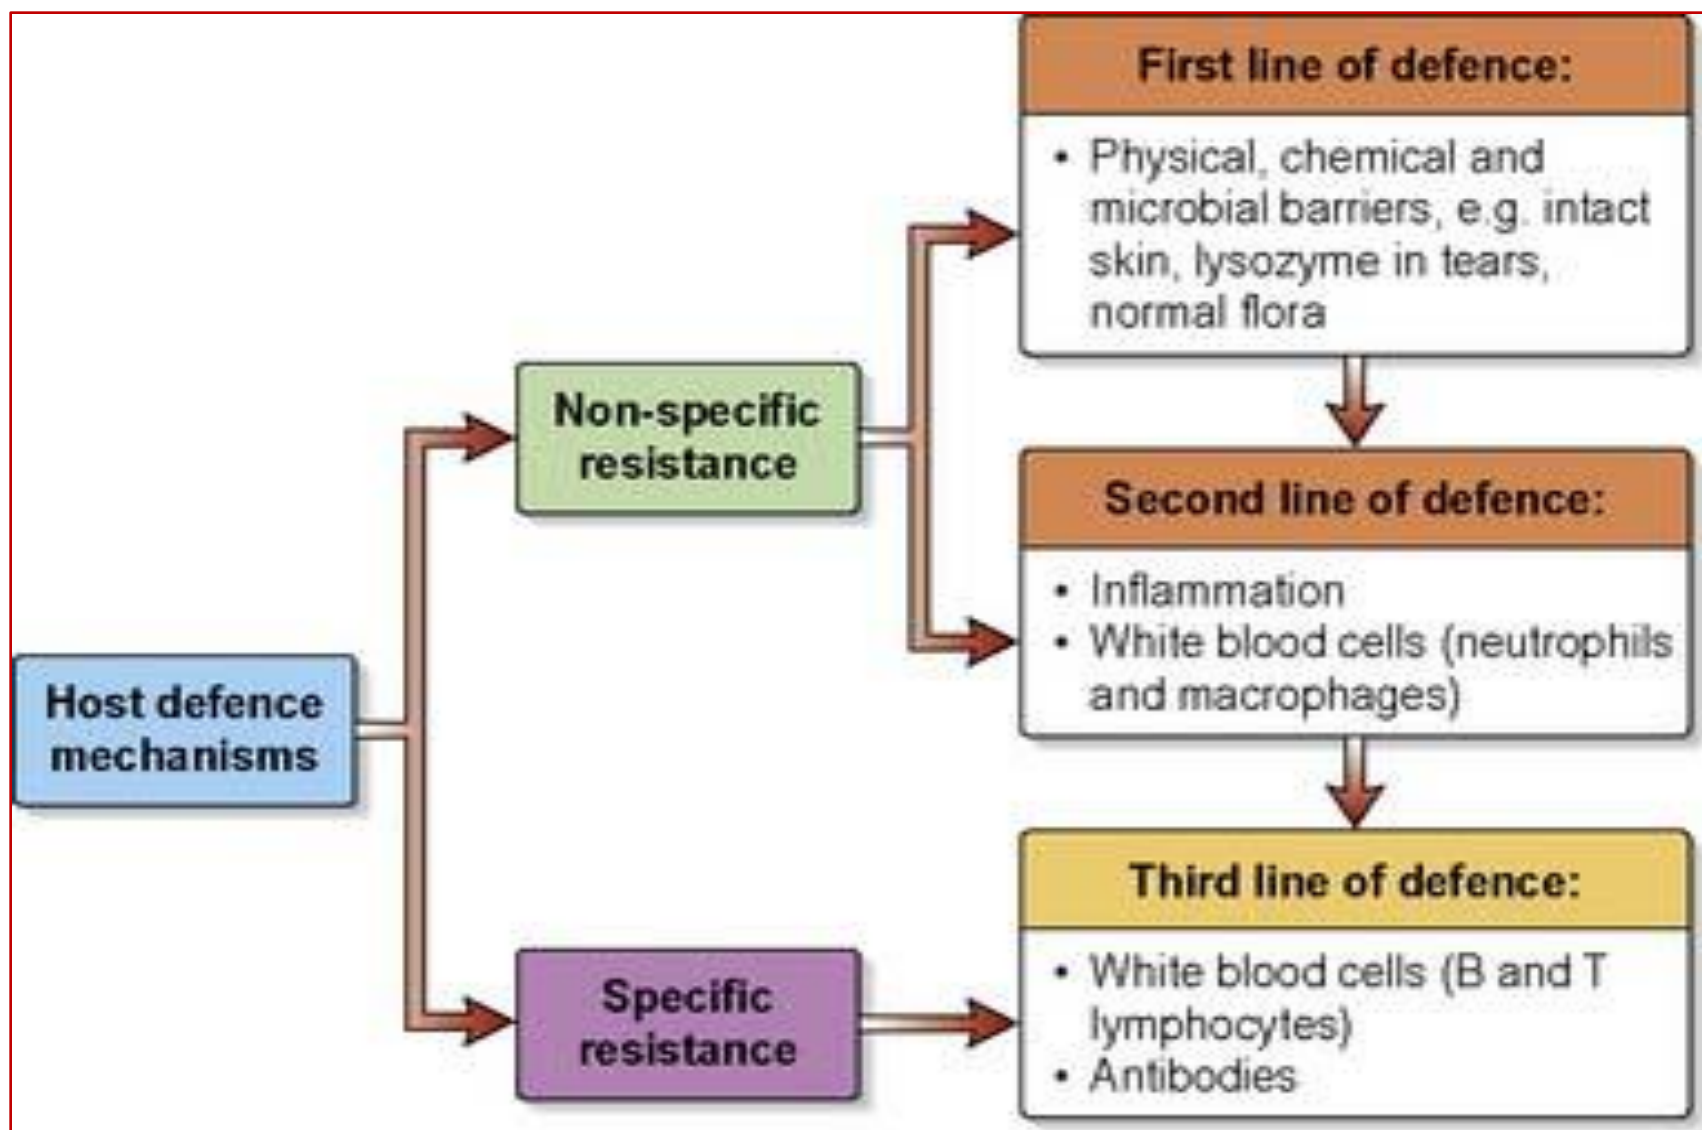 Host defence
mechanisms
Non-specific
resistance
Specific
resistance
First line of defence:
• Physical, chemical and
microbial barriers, e.g. intact
skin, lysozyme in tears,
normal flora
Second line of defence:
• Inflammation
• White blood cells (neutrophils
and macrophages)
Third line of defence:
• White blood cells (B and T
lymphocytes)
• Antibodies